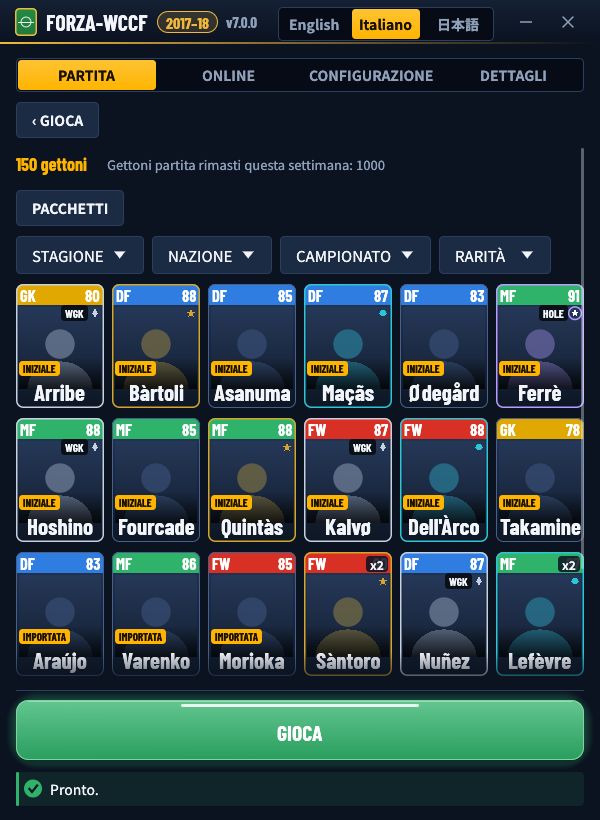 FORZA-WCCF 2017-18 v7.0.0 English Italiano 日本語
PARTITA ONLINE CONFIGURAZIONE DETTAGLI
‹ GIOCA
150 gettoni Gettoni partita rimasti questa settimana: 1000
PACCHETTI
STAGIONE NAZIONE CAMPIONATO RARITÀ
GK 80 DF 88 DF 85 DF 87 DF 83 MF 91
WGK HOLE
INIZIALE INIZIALE INIZIALE INIZIALE INIZIALE INIZIALE
Arribe Bàrtoli Asanuma Maçãs Ødegård Ferrè
MF 88 MF 85 MF 88 FW 87 FW 88 GK 78
WGK WGK
INIZIALE INIZIALE INIZIALE INIZIALE INIZIALE INIZIALE
Hoshino Fourcade Quintàs Kalvø Dell'Àrco Takamine
DF 83 MF 86 FW 85 FW x2 DF 87 MF x2
WGK
IMPORTATA IMPORTATA IMPORTATA
Araújo Varenko Morioka Sàntoro Nuñez Lefèvre
GIOCA
Pronto.